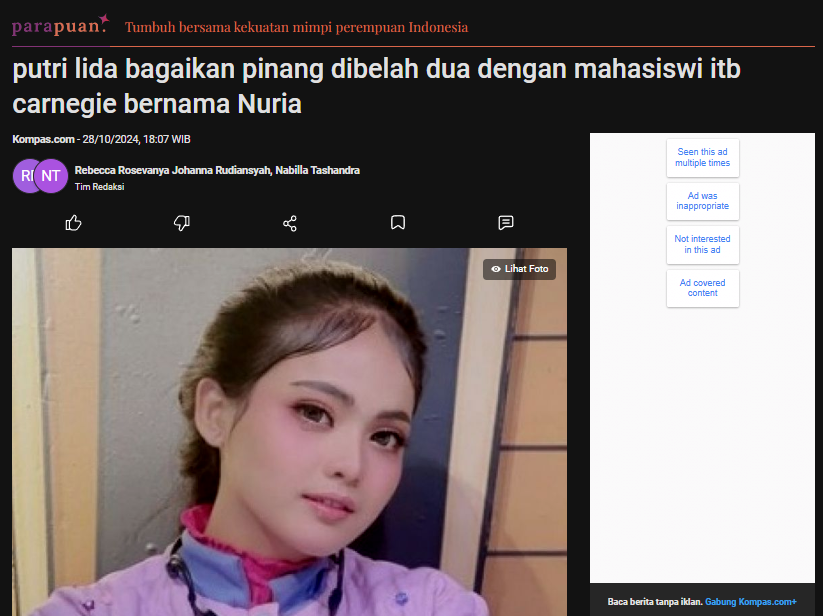 parapuan.
Tumbuh bersama kekuatan mimpi perempuan Indonesia
putri lida bagaikan pinang dibelah dua dengan mahasiswi itb
carnegie bernama Nuria
Kompas.com - 28/10/2024, 18:07 WIB
NT
Rebecca Rosevanya Johanna Rudiansyah, Nabilla Tashandra
Tim Redaksi
Lihat Foto
Seen this ad
multiple times
Ad was
inappropriate
Not interested
in this ad
Ad covered
content
Baca berita tanpa iklan. Gabung Kompas.com+